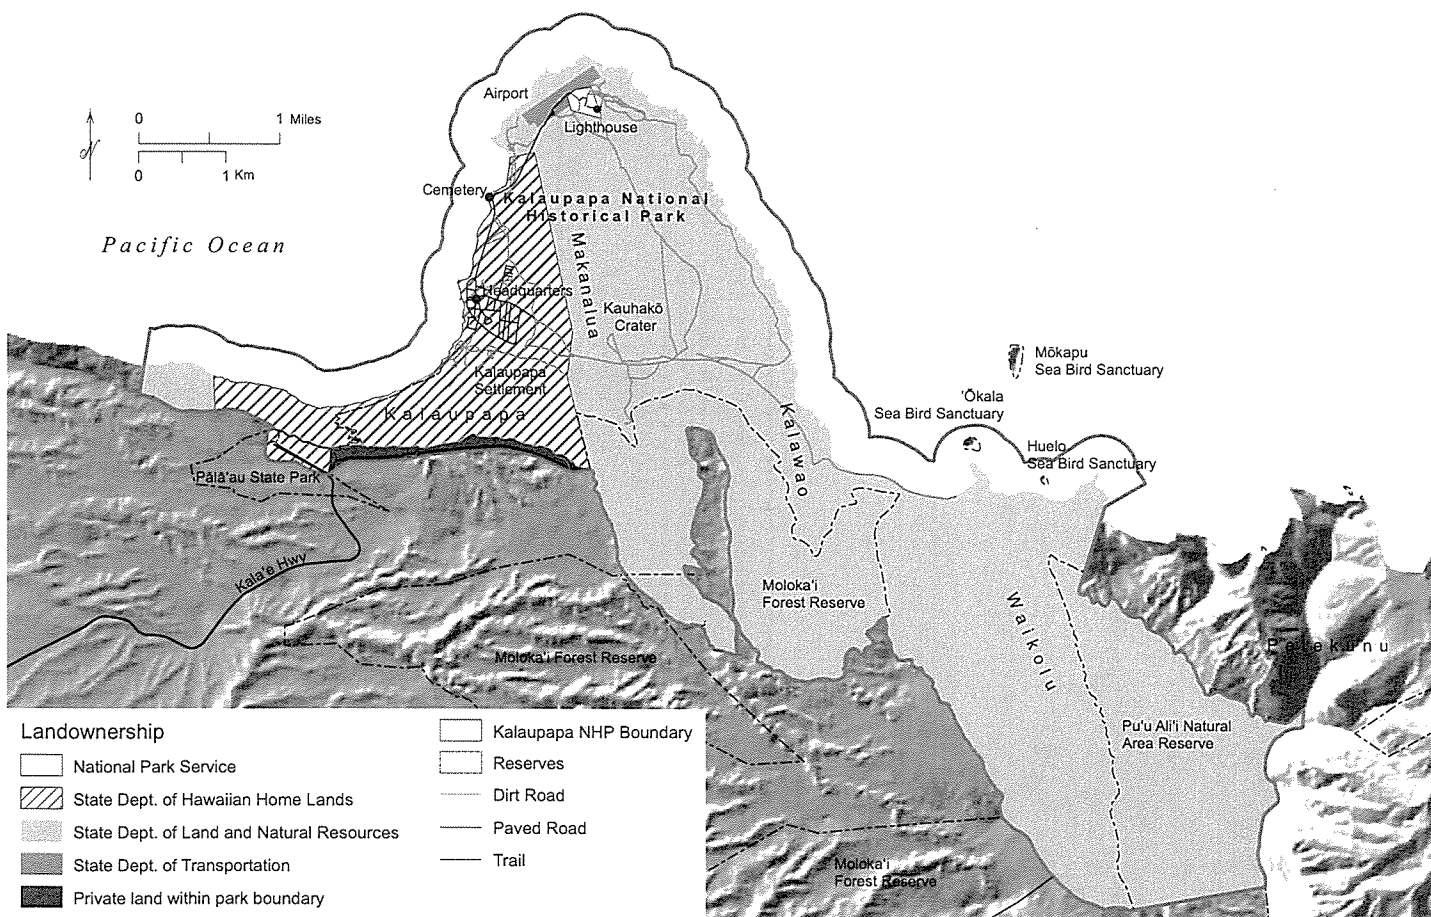 Airport
0 1 Miles
Lighthouse
N
0 1 Km
Cemetery
Kalaupapa National
Historical Park
Pacific Ocean
Makanalua
Headquarters
Kauhakō
Crater
Mōkapu
Sea Bird Sanctuary
Kalaupapa
Settlement
'Ōkala
Sea Bird Sanctuary
Kalaupapa
Kalawao
Huelo
Sea Bird Sanctuary
Pālā'au State Park
Kala'e Hwy
Moloka'i
Forest Reserve
Waikolu
Pelekunu
Moloka'i Forest Reserve
Pu'u Ali'i Natural
Area Reserve
Moloka'i
Forest Reserve
Landownership
National Park Service
State Dept. of Hawaiian Home Lands
State Dept. of Land and Natural Resources
State Dept. of Transportation
Private land within park boundary
Kalaupapa NHP Boundary
Reserves
Dirt Road
Paved Road
Trail